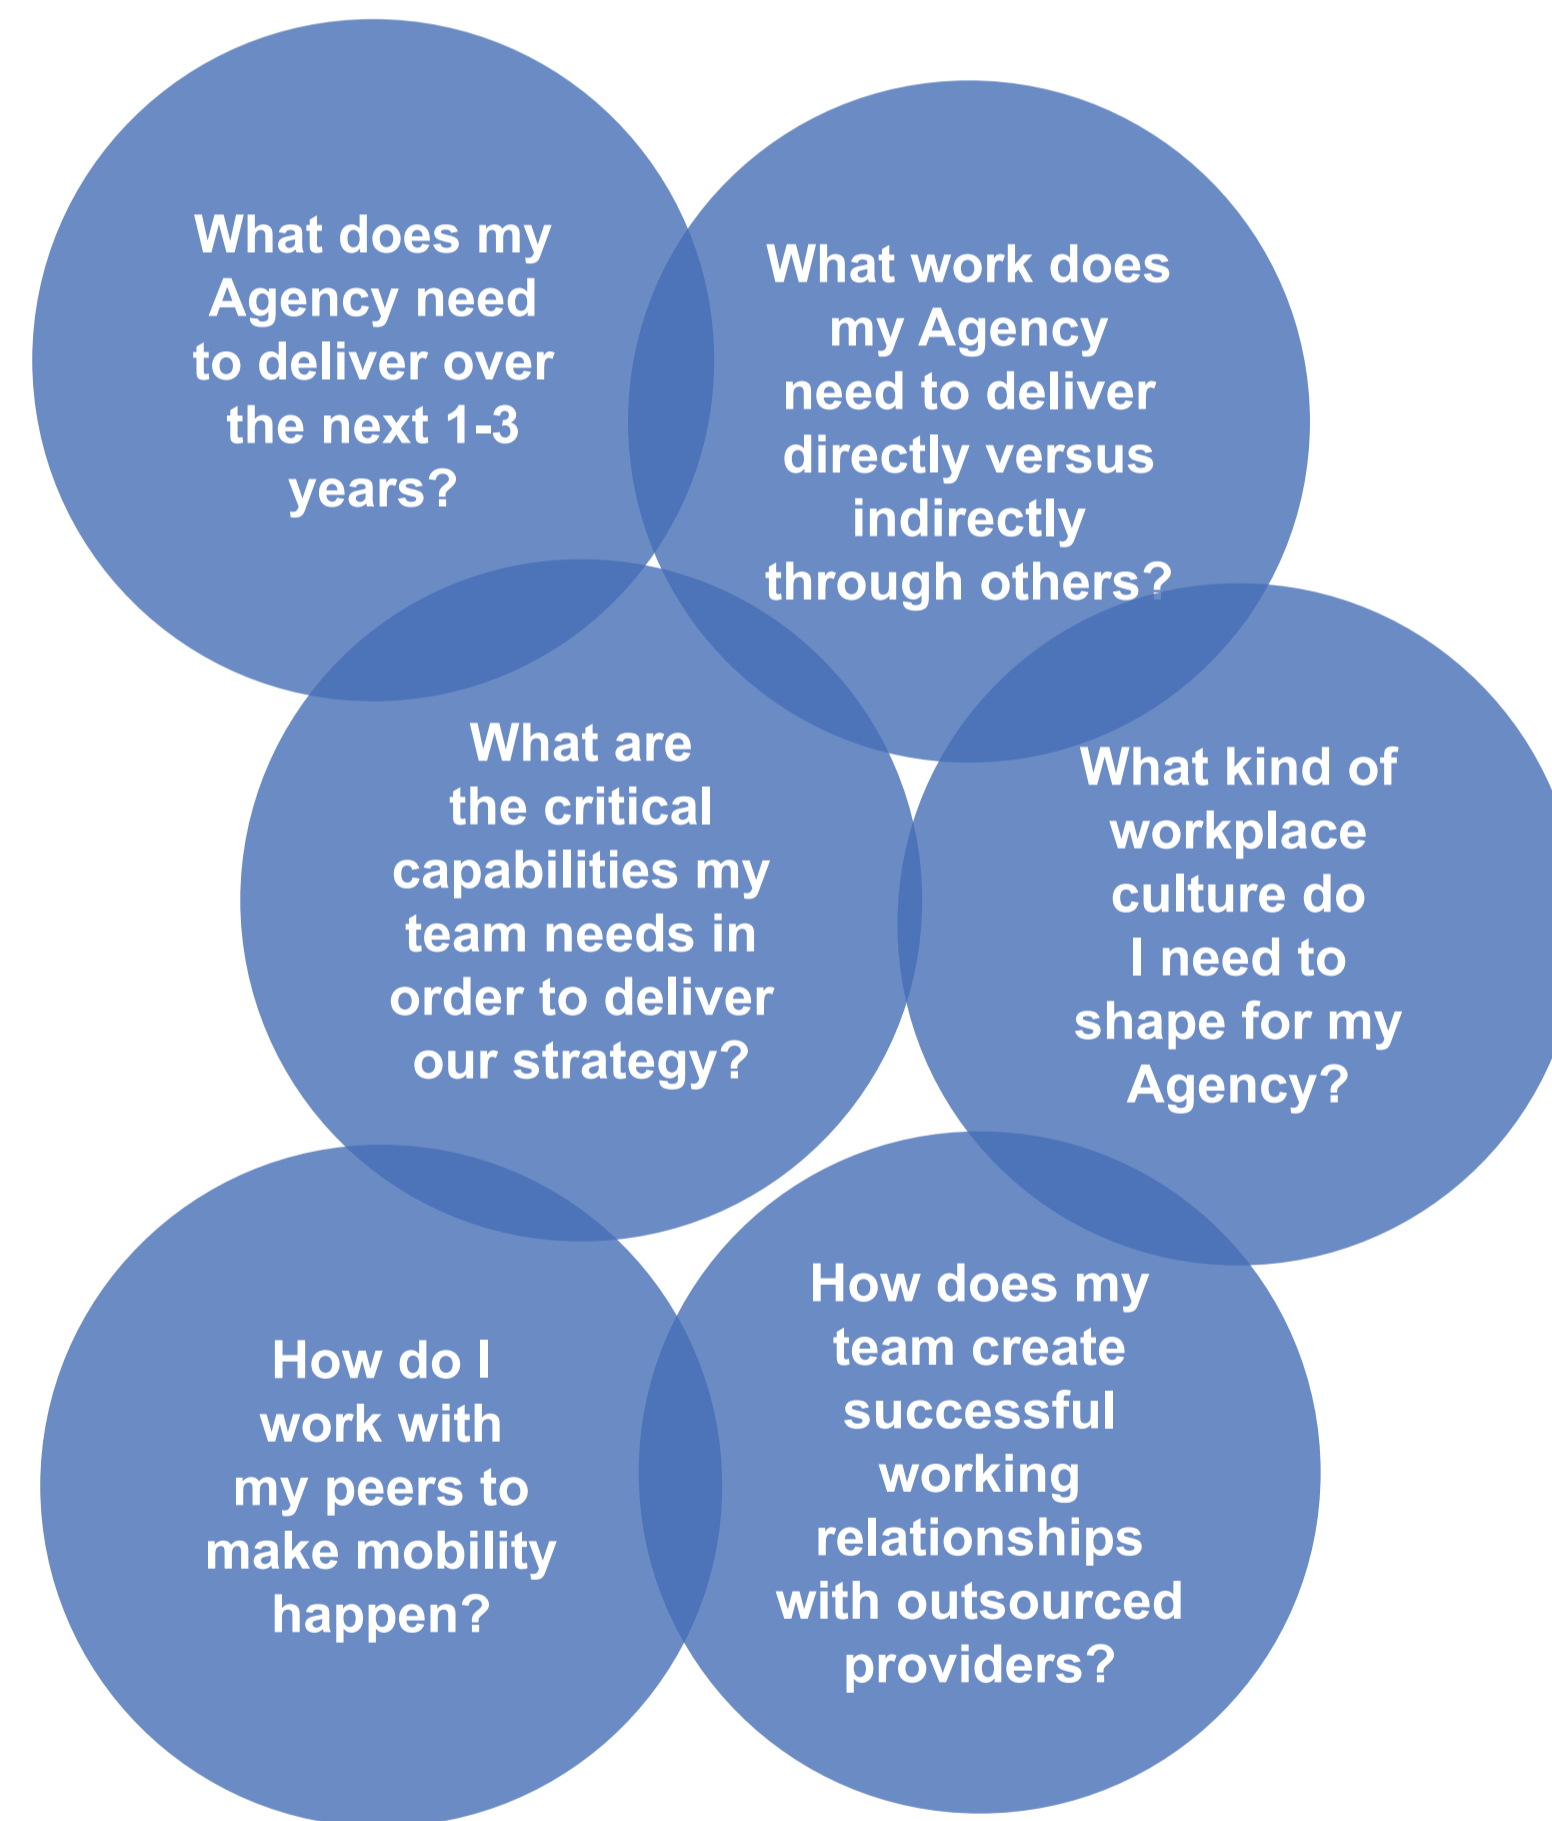 What does my
Agency need
to deliver over
the next 1-3
years?
What work does
my Agency
need to deliver
directly versus
indirectly
through others?
What are
the critical
capabilities my
team needs in
order to deliver
our strategy?
What kind of
workplace
culture do
I need to
shape for my
Agency?
How do I
work with
my peers to
make mobility
happen?
How does my
team create
successful
working
relationships
with outsourced
providers?